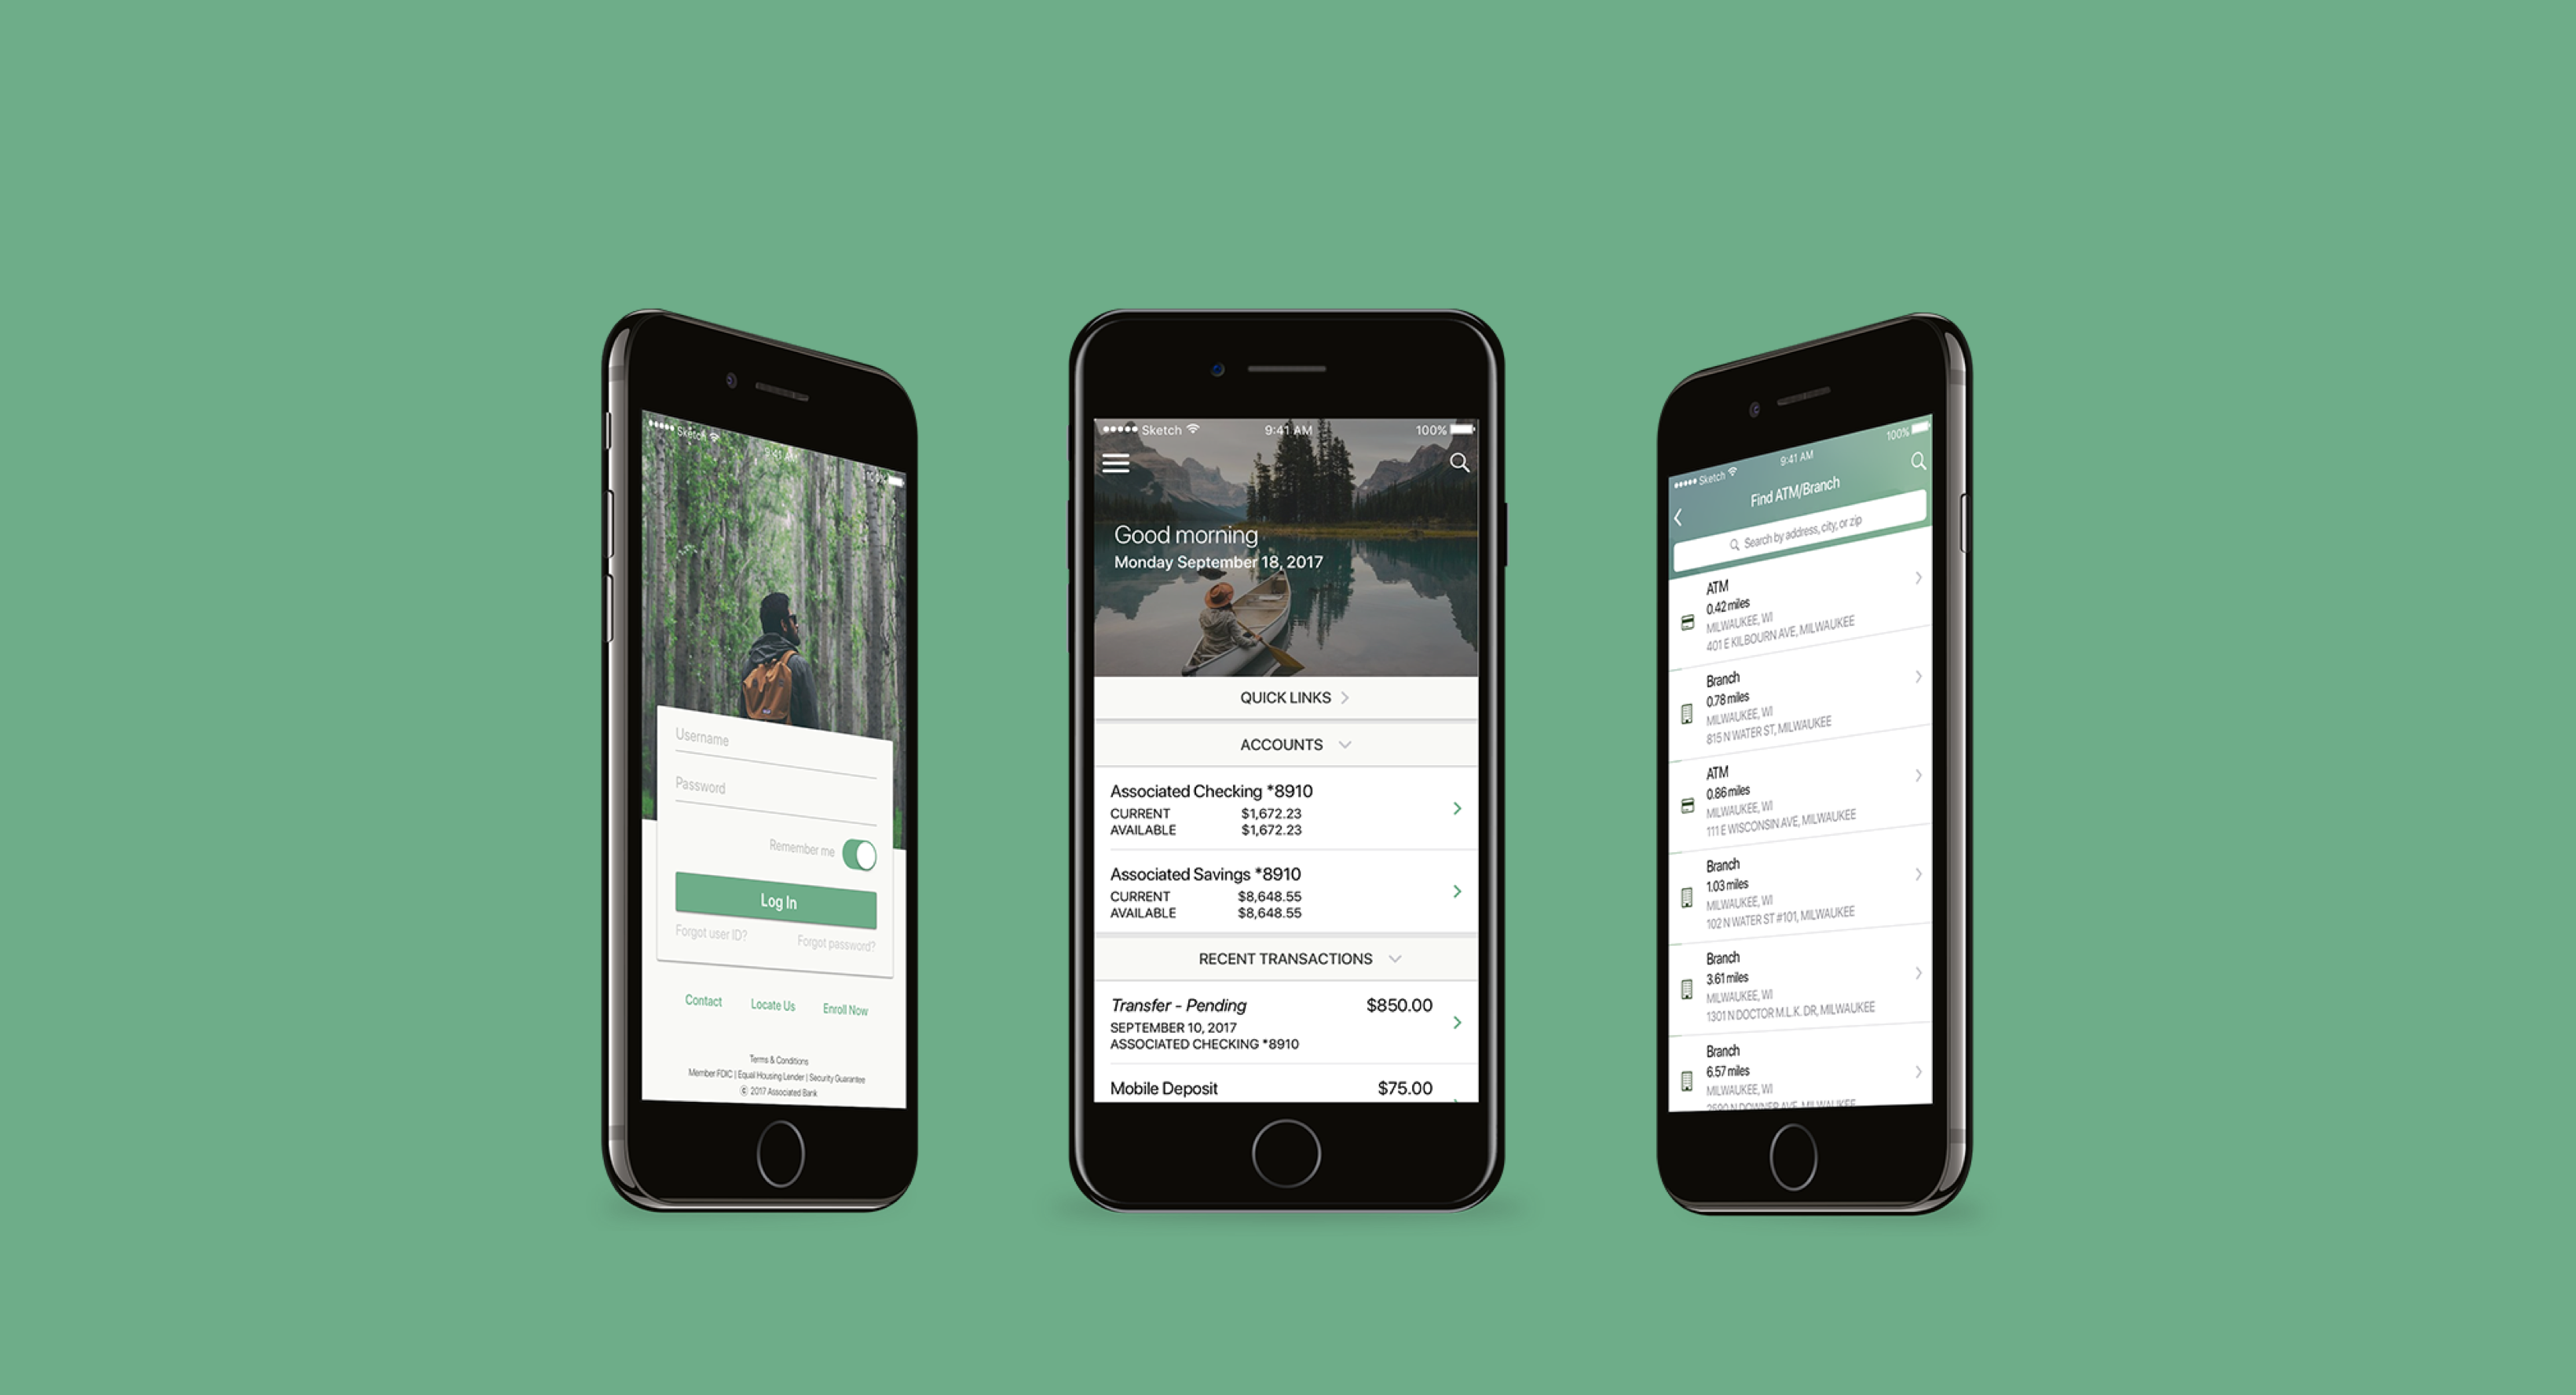 Sketch
9:41 AM
100%
Username
Password
Remember me
Log In
Forgot user ID?
Forgot password?
Contact
Locate Us
Enroll Now
Terms & Conditions
Member FDIC | Equal Housing Lender | Security Guarantee
© 2017 Associated Bank
Sketch
9:41 AM
100%
Good morning
Monday September 18, 2017
QUICK LINKS
ACCOUNTS
Associated Checking *8910
CURRENT $1,672.23
AVAILABLE $1,672.23
Associated Savings *8910
CURRENT $8,648.55
AVAILABLE $8,648.55
RECENT TRANSACTIONS
Transfer - Pending $850.00
SEPTEMBER 10, 2017
ASSOCIATED CHECKING *8910
Mobile Deposit $75.00
Sketch
9:41 AM
100%
Find ATM/Branch
Search by address, city, or zip
ATM
0.42 miles
MILWAUKEE, WI
401 E KILBOURN AVE, MILWAUKEE
Branch
0.78 miles
MILWAUKEE, WI
815 N WATER ST, MILWAUKEE
ATM
0.86 miles
MILWAUKEE, WI
111 E WISCONSIN AVE, MILWAUKEE
Branch
1.03 miles
MILWAUKEE, WI
102 N WATER ST #101, MILWAUKEE
Branch
3.61 miles
MILWAUKEE, WI
1301 N DOCTOR M.L.K. DR, MILWAUKEE
Branch
6.57 miles
MILWAUKEE, WI
N DOWNER AVE, MILWAUKEE